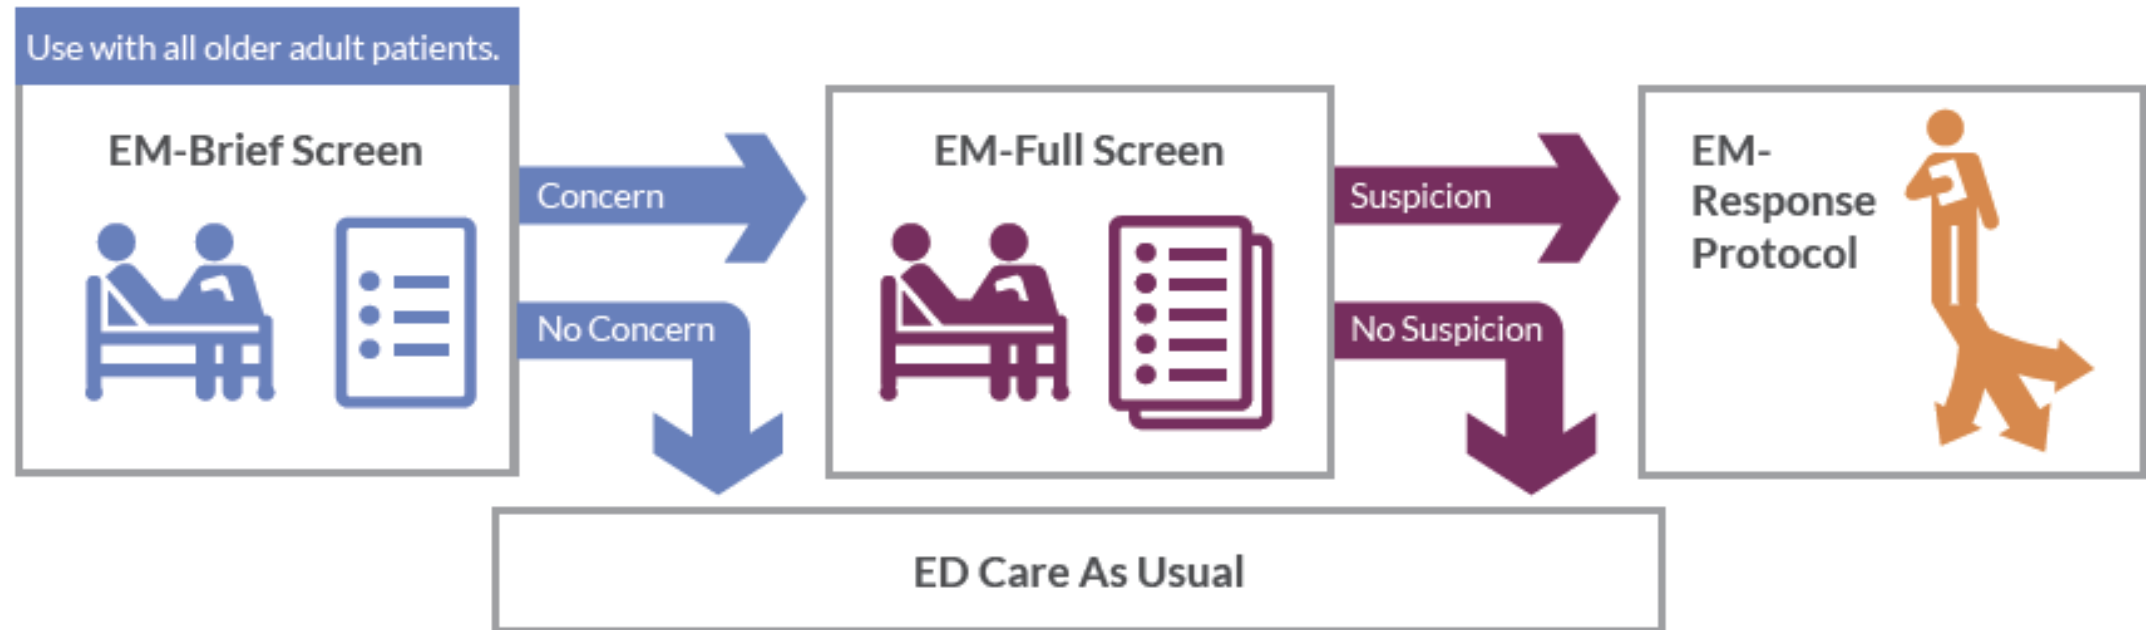 Use with all older adult patients.
EM-Brief Screen
Concern
No Concern
EM-Full Screen
Suspicion
No Suspicion
EM-
Response
Protocol
ED Care As Usual